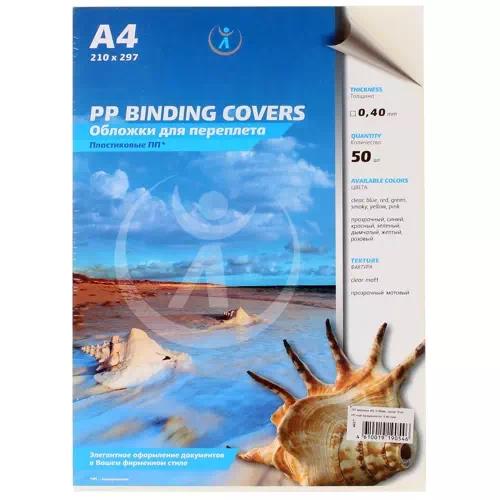 A4
210 x 297
PP BINDING COVERS
Обложки для переплета
Пластиковые ПП*
THICKNESS
Толщина
0,40 mm
QUANTITY
Количество
50 шт
AVAILABLE COLORS
ЦВЕТА
clear, blue, red, green,
smoky, yellow, pink
прозрачный, синий,
красный, зеленый,
дымчатый, желтый,
розовый
TEXTURE
ФАКТУРА
clear matt
прозрачный матовый
4610019190546
Элегантное оформление документов
в Вашем фирменном стиле